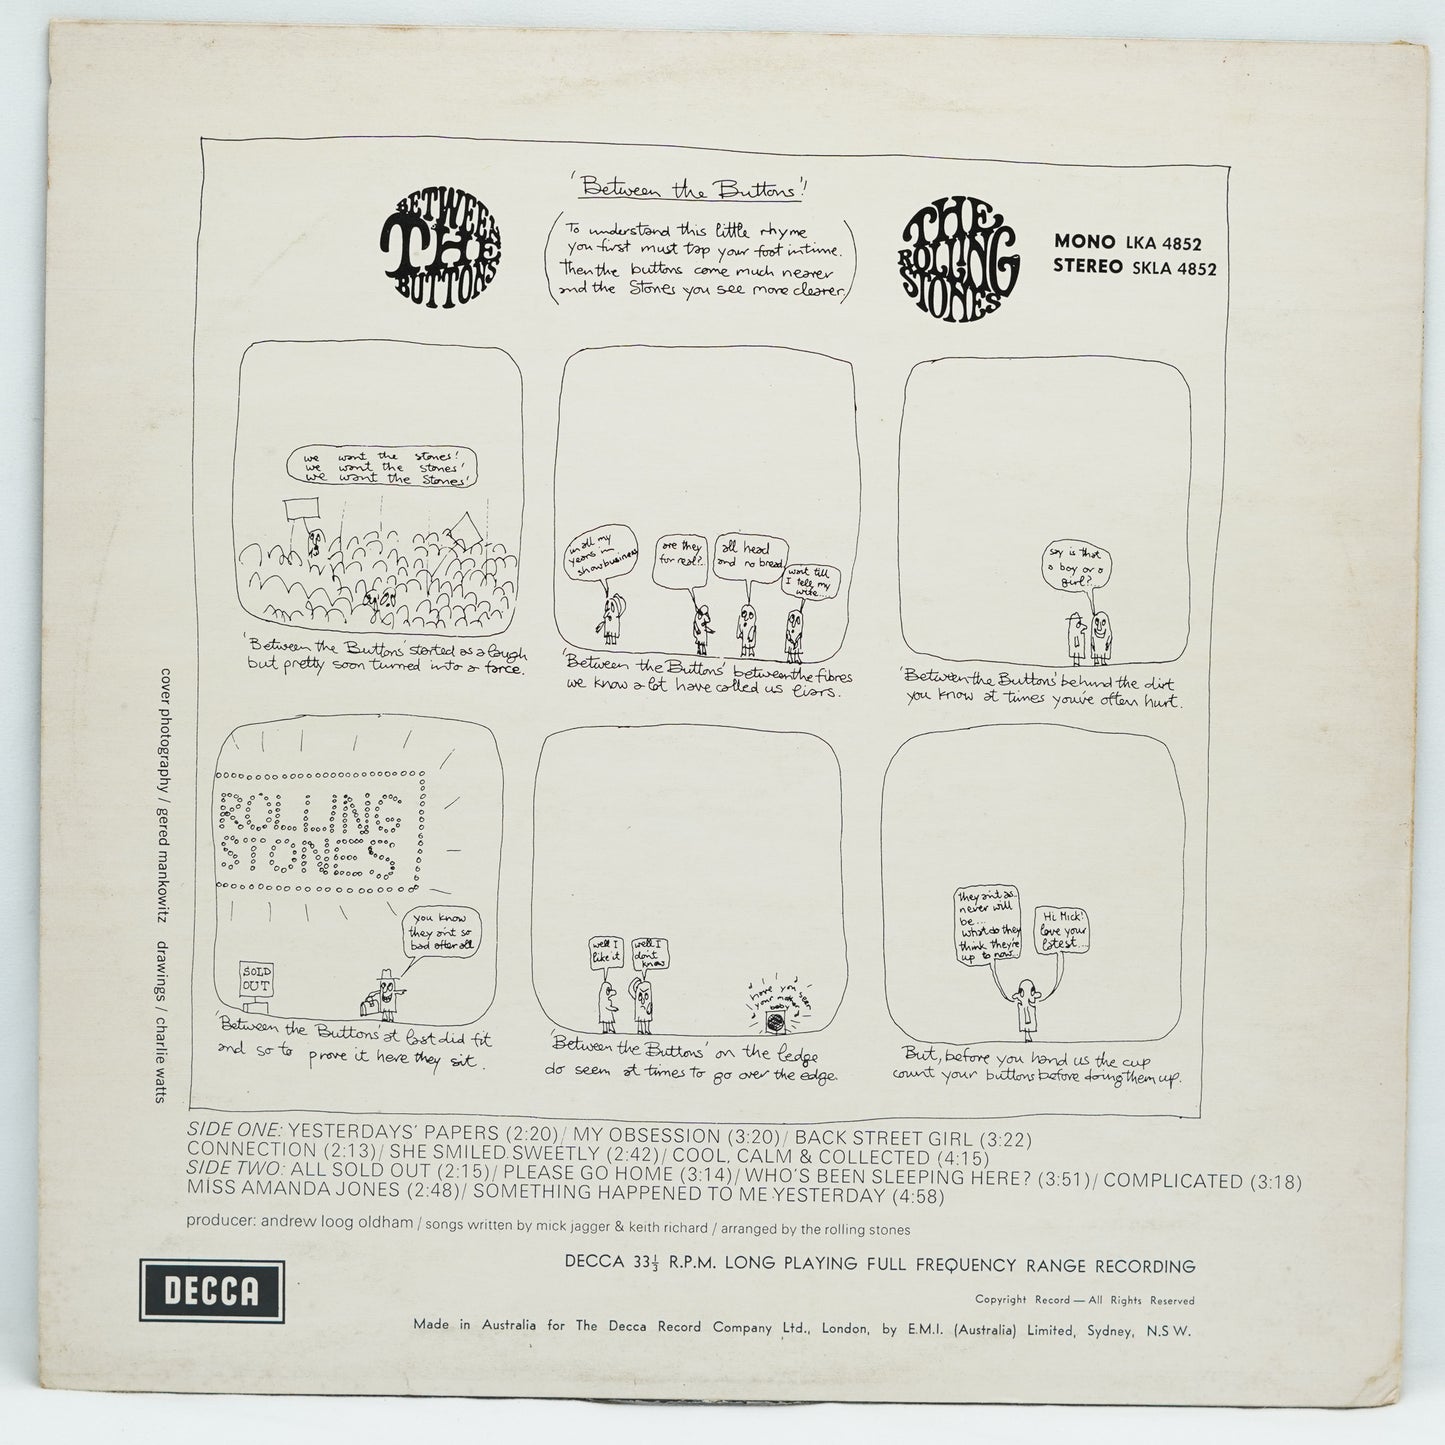 'Between the Buttons'!
BETWEEN
THE
BUTTONS
(To understand this little rhyme
you first must tap your foot in time.
Then the buttons come much nearer
and the Stones you see more clearer.)
THE
ROLLING
STONES
MONO LKA 4852
STEREO SKLA 4852
we want the stones!
we want the stones!
we want the Stones!
'Between the Buttons' started as a laugh
but pretty soon turned into a farce.
in all my
years in
showbusiness
are they
for real?..
all head
and no bread
wait till
I tell my
wife...
'Between the Buttons' between the fibres
we know a lot have called us liars.
say is that
a boy or a
girl?..
'Between the Buttons' behind the dirt
you know at times you've often hurt.
ROLLING
STONES
you know
they aint so
bad after all
SOLD
OUT
'Between the Buttons' at last did fit
and so to prove it here they sit.
well I
like it
well I
don't
know
have you seen
your mother
baby
'Between the Buttons' on the ledge
do seem at times to go over the edge.
they aint as..
never will
be...
what do they
think they're
up to now..
Hi Mick!
love your
latest...
But, before you hand us the cup
count your buttons before doing them up.
cover photography / gered mankowitz drawings / charlie watts
SIDE ONE: YESTERDAYS' PAPERS (2:20)/ MY OBSESSION (3:20)/ BACK STREET GIRL (3:22)
CONNECTION (2:13)/ SHE SMILED SWEETLY (2:42)/ COOL, CALM & COLLECTED (4:15)
SIDE TWO: ALL SOLD OUT (2:15)/ PLEASE GO HOME (3:14)/ WHO'S BEEN SLEEPING HERE? (3:51)/ COMPLICATED (3:18)
MISS AMANDA JONES (2:48)/ SOMETHING HAPPENED TO ME YESTERDAY (4:58)
producer: andrew loog oldham / songs written by mick jagger & keith richard / arranged by the rolling stones
DECCA 33⅓ R.P.M. LONG PLAYING FULL FREQUENCY RANGE RECORDING
DECCA
Copyright Record — All Rights Reserved
Made in Australia for The Decca Record Company Ltd., London, by E.M.I. (Australia) Limited, Sydney, N.S.W.